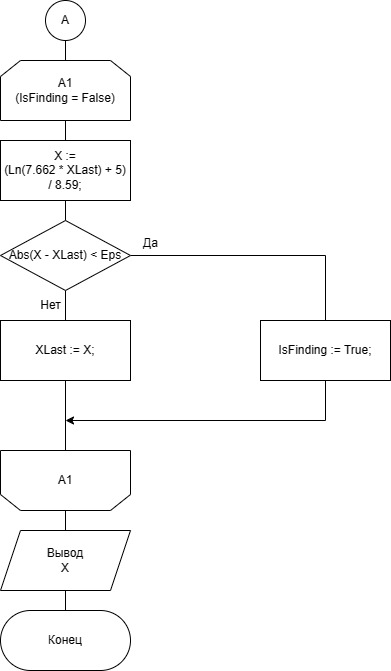 A
A1
(IsFinding = False)
X :=
(Ln(7.662 * XLast) + 5)
/ 8.59;
Abs(X - XLast) < Eps
Да
Нет
XLast := X;
IsFinding := True;
A1
Вывод
X
Конец